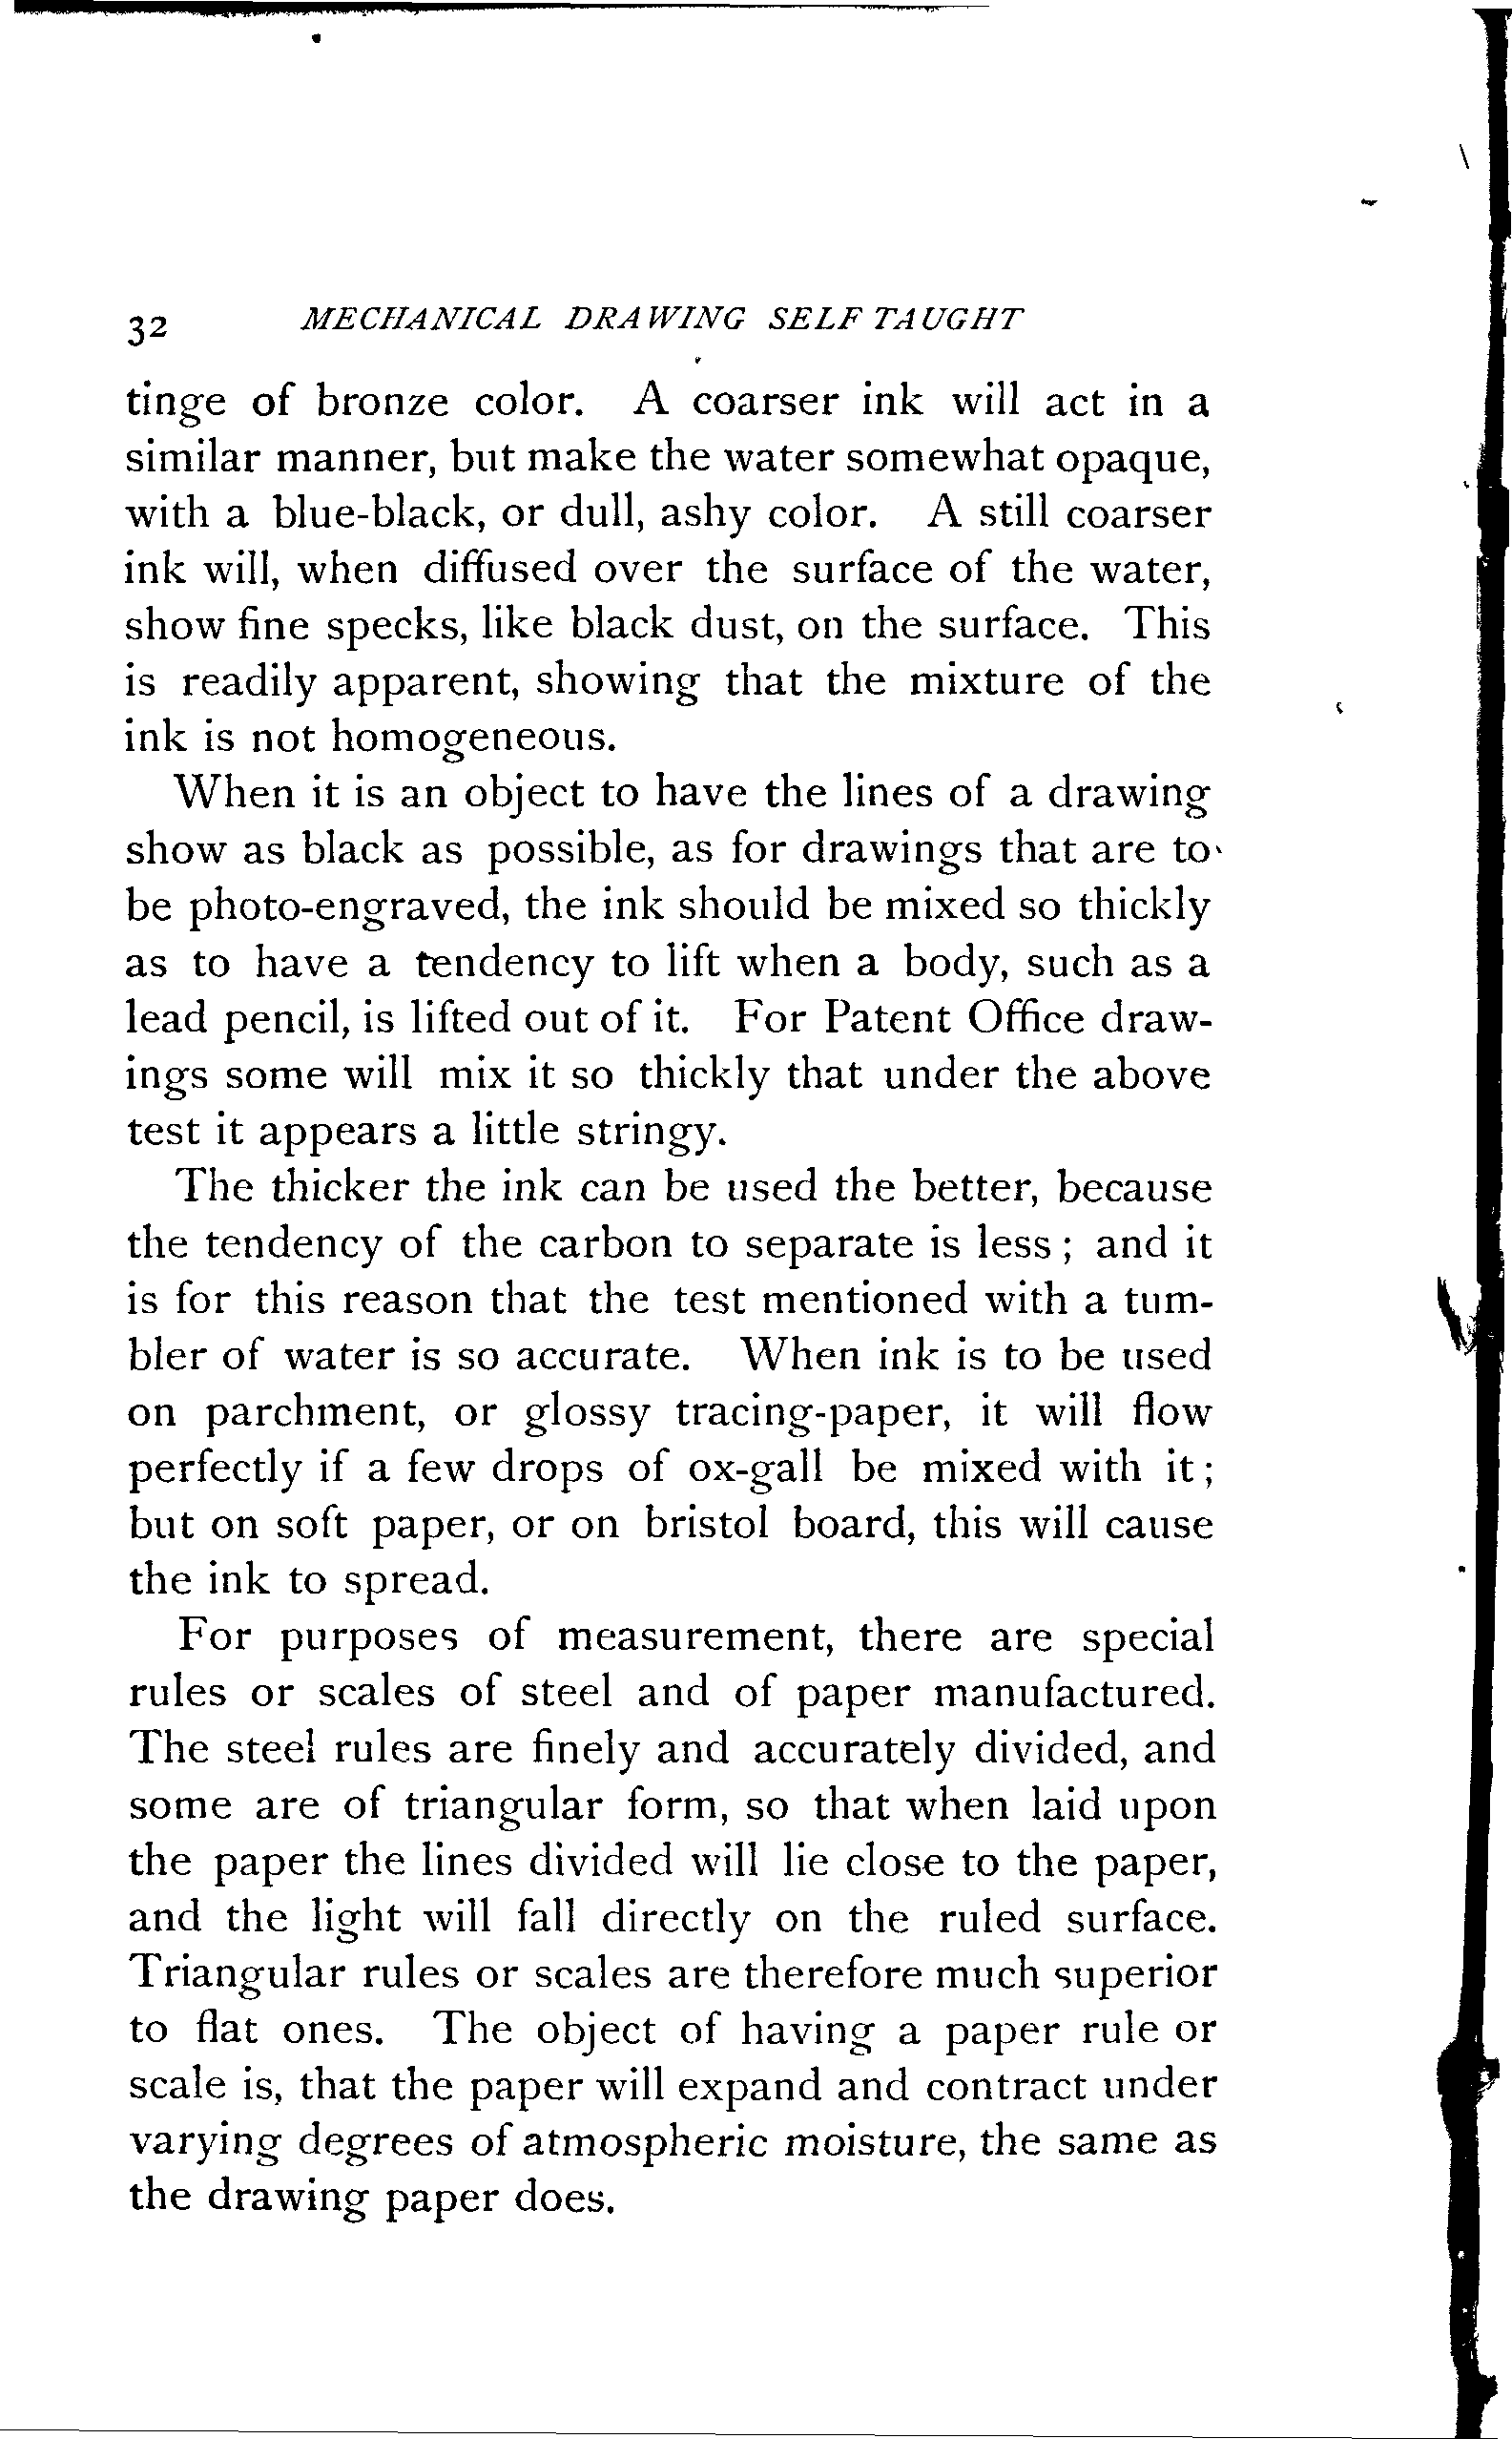 32 MECHANICAL DRAWING SELF TAUGHT
tinge of bronze color. A coarser ink will act in a
similar manner, but make the water somewhat opaque,
with a blue-black, or dull, ashy color. A still coarser
ink will, when diffused over the surface of the water,
show fine specks, like black dust, on the surface. This
is readily apparent, showing that the mixture of the
ink is not homogeneous.
When it is an object to have the lines of a drawing
show as black as possible, as for drawings that are to
be photo-engraved, the ink should be mixed so thickly
as to have a tendency to lift when a body, such as a
lead pencil, is lifted out of it. For Patent Office draw-
ings some will mix it so thickly that under the above
test it appears a little stringy.
The thicker the ink can be used the better, because
the tendency of the carbon to separate is less; and it
is for this reason that the test mentioned with a tum-
bler of water is so accurate. When ink is to be used
on parchment, or glossy tracing-paper, it will flow
perfectly if a few drops of ox-gall be mixed with it;
but on soft paper, or on bristol board, this will cause
the ink to spread.
For purposes of measurement, there are special
rules or scales of steel and of paper manufactured.
The steel rules are finely and accurately divided, and
some are of triangular form, so that when laid upon
the paper the lines divided will lie close to the paper,
and the light will fall directly on the ruled surface.
Triangular rules or scales are therefore much superior
to flat ones. The object of having a paper rule or
scale is, that the paper will expand and contract under
varying degrees of atmospheric moisture, the same as
the drawing paper does.